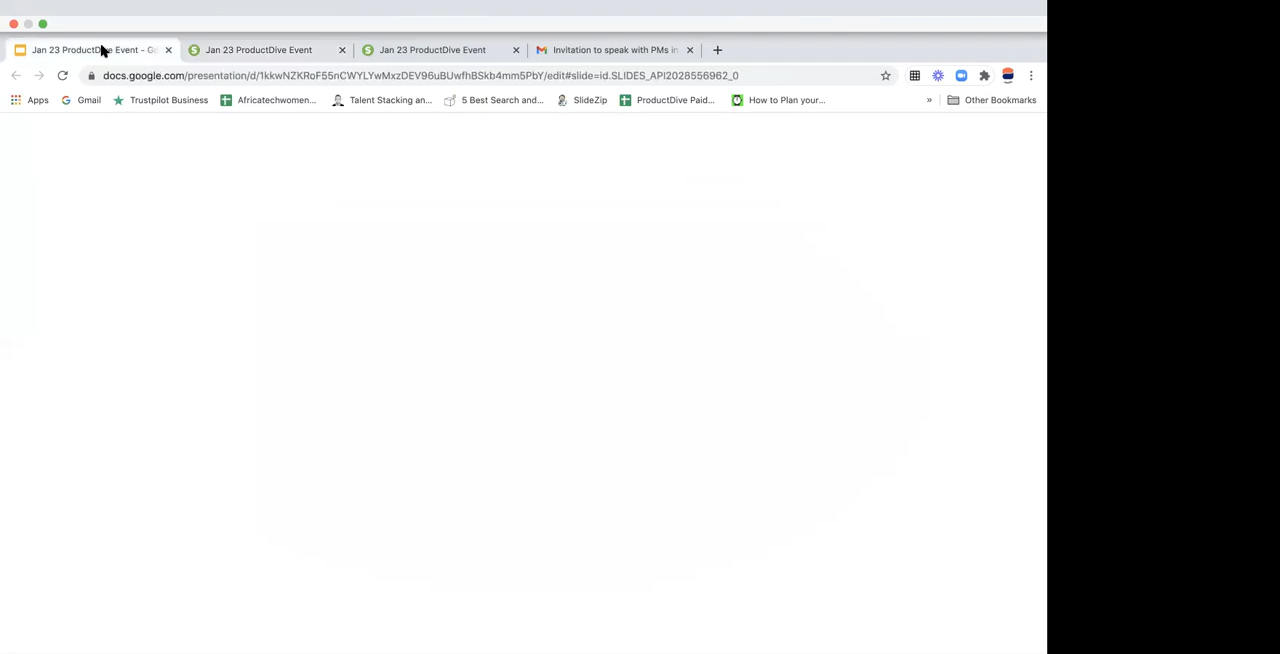 Jan 23 ProductDive Event - Go
Jan 23 ProductDive Event
Jan 23 ProductDive Event
Invitation to speak with PMs in
docs.google.com/presentation/d/1kkwNZKRoF55nCWYLYwMxzDEV96uBUwfhBSkb4mm5PbY/edit#slide=id.SLIDES_API2028556962_0
Apps
Gmail
Trustpilot Business
Africatechwomen...
Talent Stacking an...
5 Best Search and...
SlideZip
ProductDive Paid...
How to Plan your...
»
Other Bookmarks